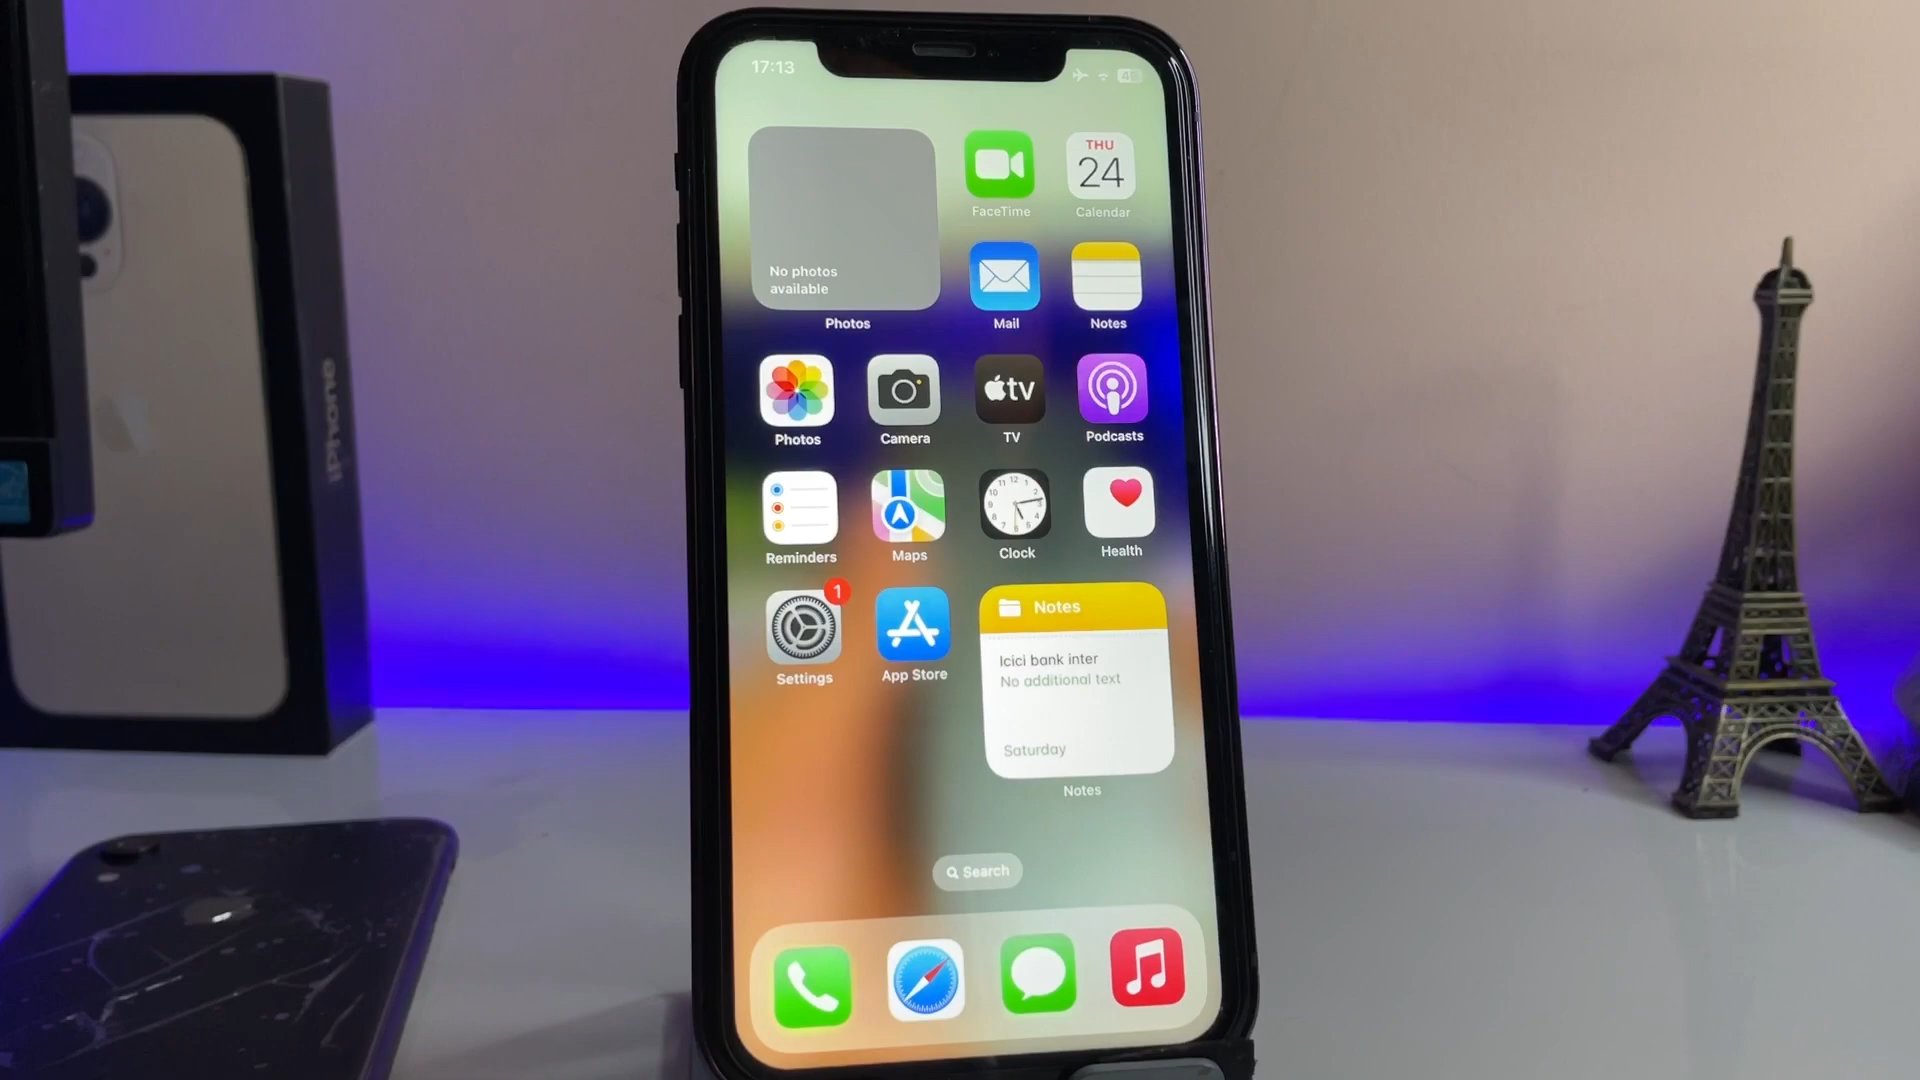 17:13
THU
24
FaceTime
Calendar
No photos
available
Photos
Mail
Notes
Photos
Camera
tv
TV
Podcasts
Reminders
Maps
Clock
Health
1
Settings
App Store
Notes
Icici bank inter
No additional text
Saturday
Notes
Search
iPhone